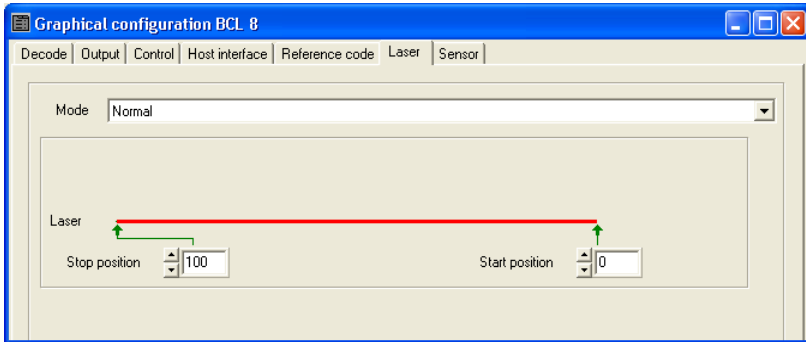 Graphical configuration BCL 8
Decode Output Control Host interface Reference code Laser Sensor
Mode Normal
Laser
Stop position 100 Start position 0